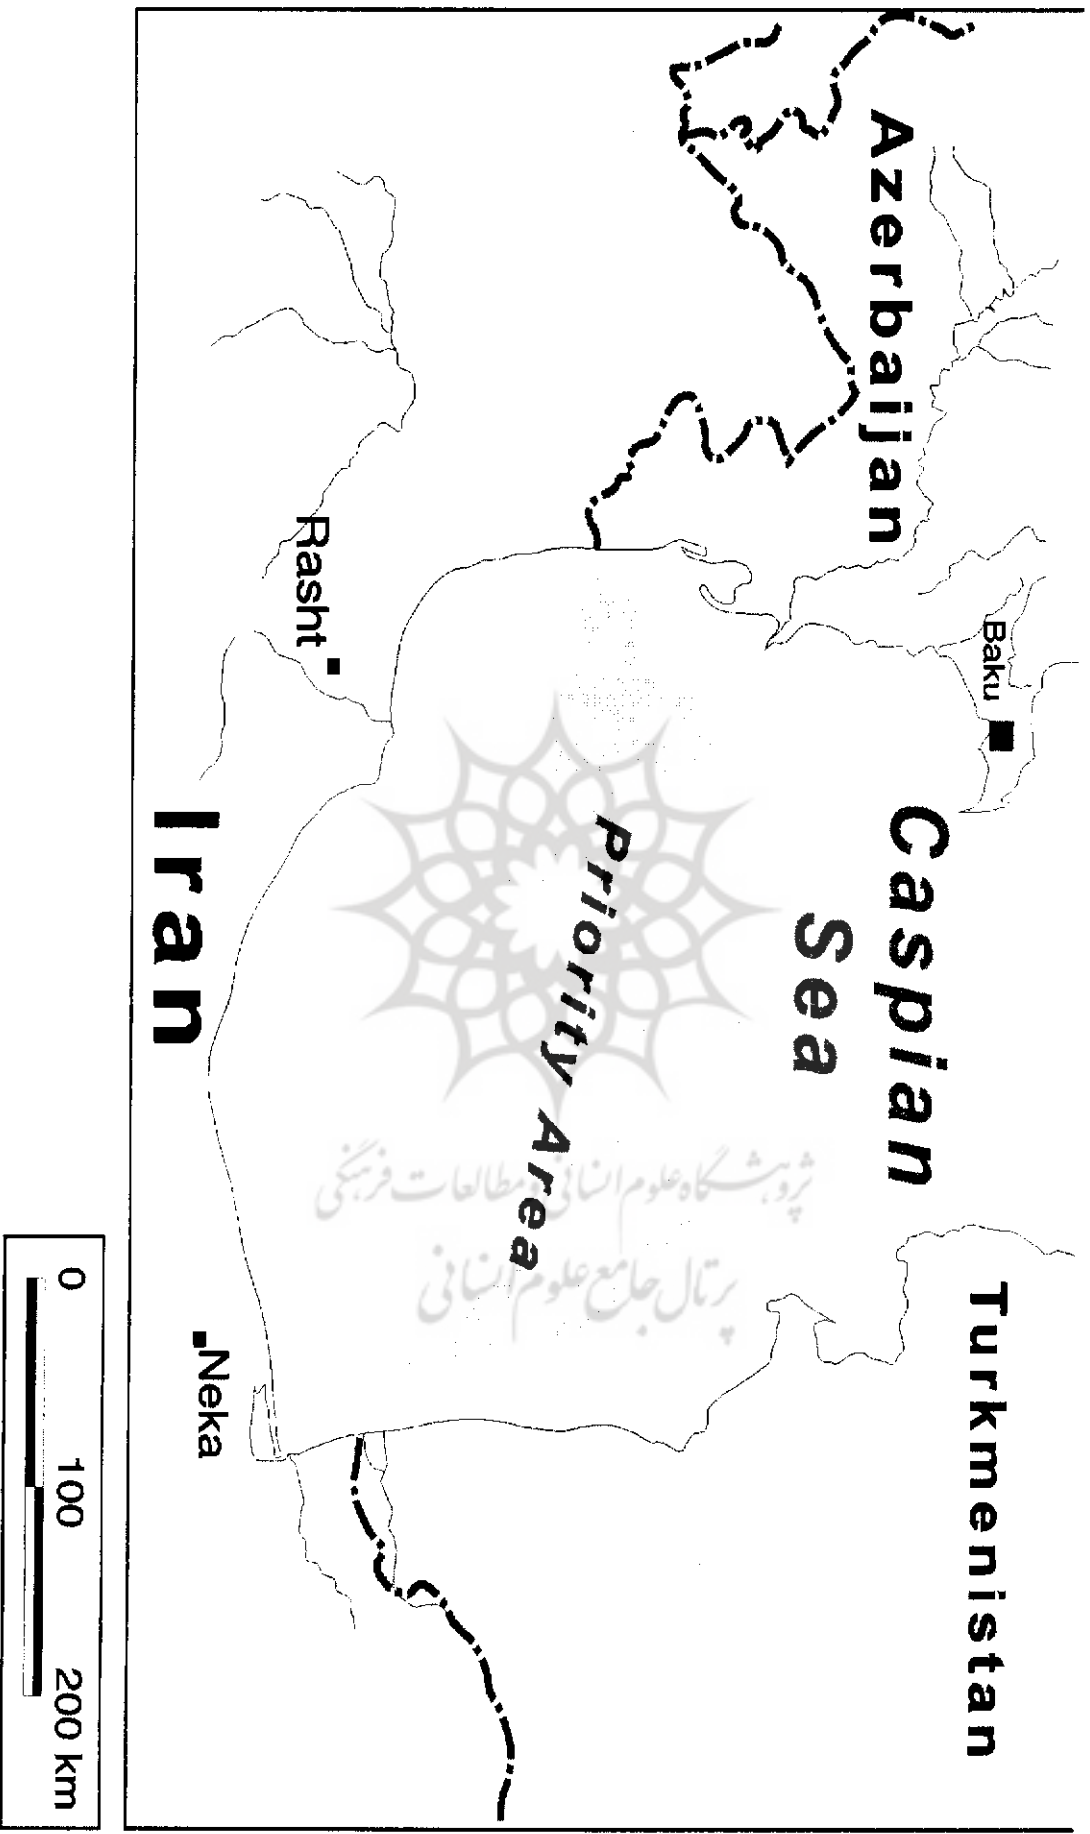 Azerbaijan
Baku
Caspian
Sea
Turkmenistan
Priority Area
Rasht
Iran
Neka
0 100 200 km
پژوهشگاه علوم انسانی و مطالعات فرهنگی
پرتال جامع علوم انسانی